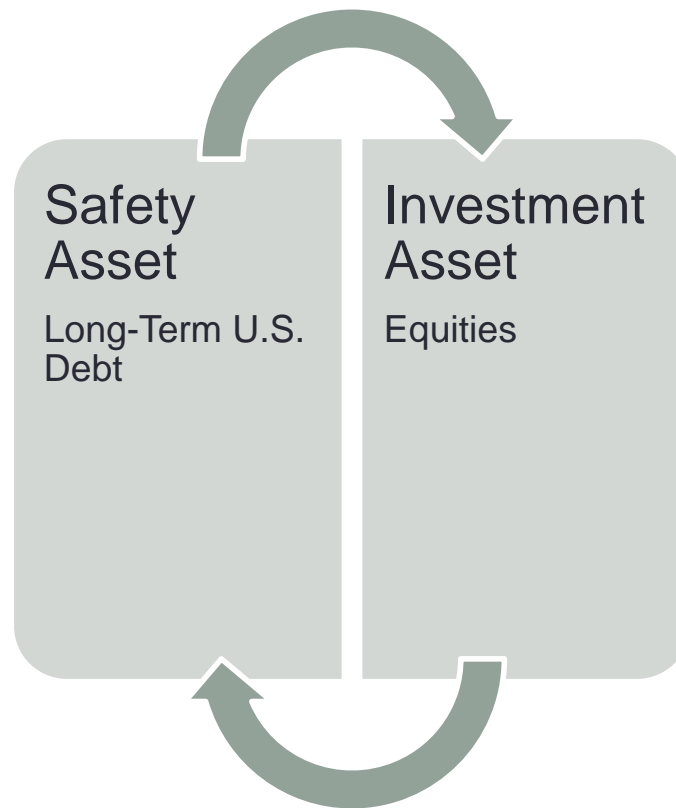 Safety
Asset
Long-Term U.S.
Debt
Investment
Asset
Equities